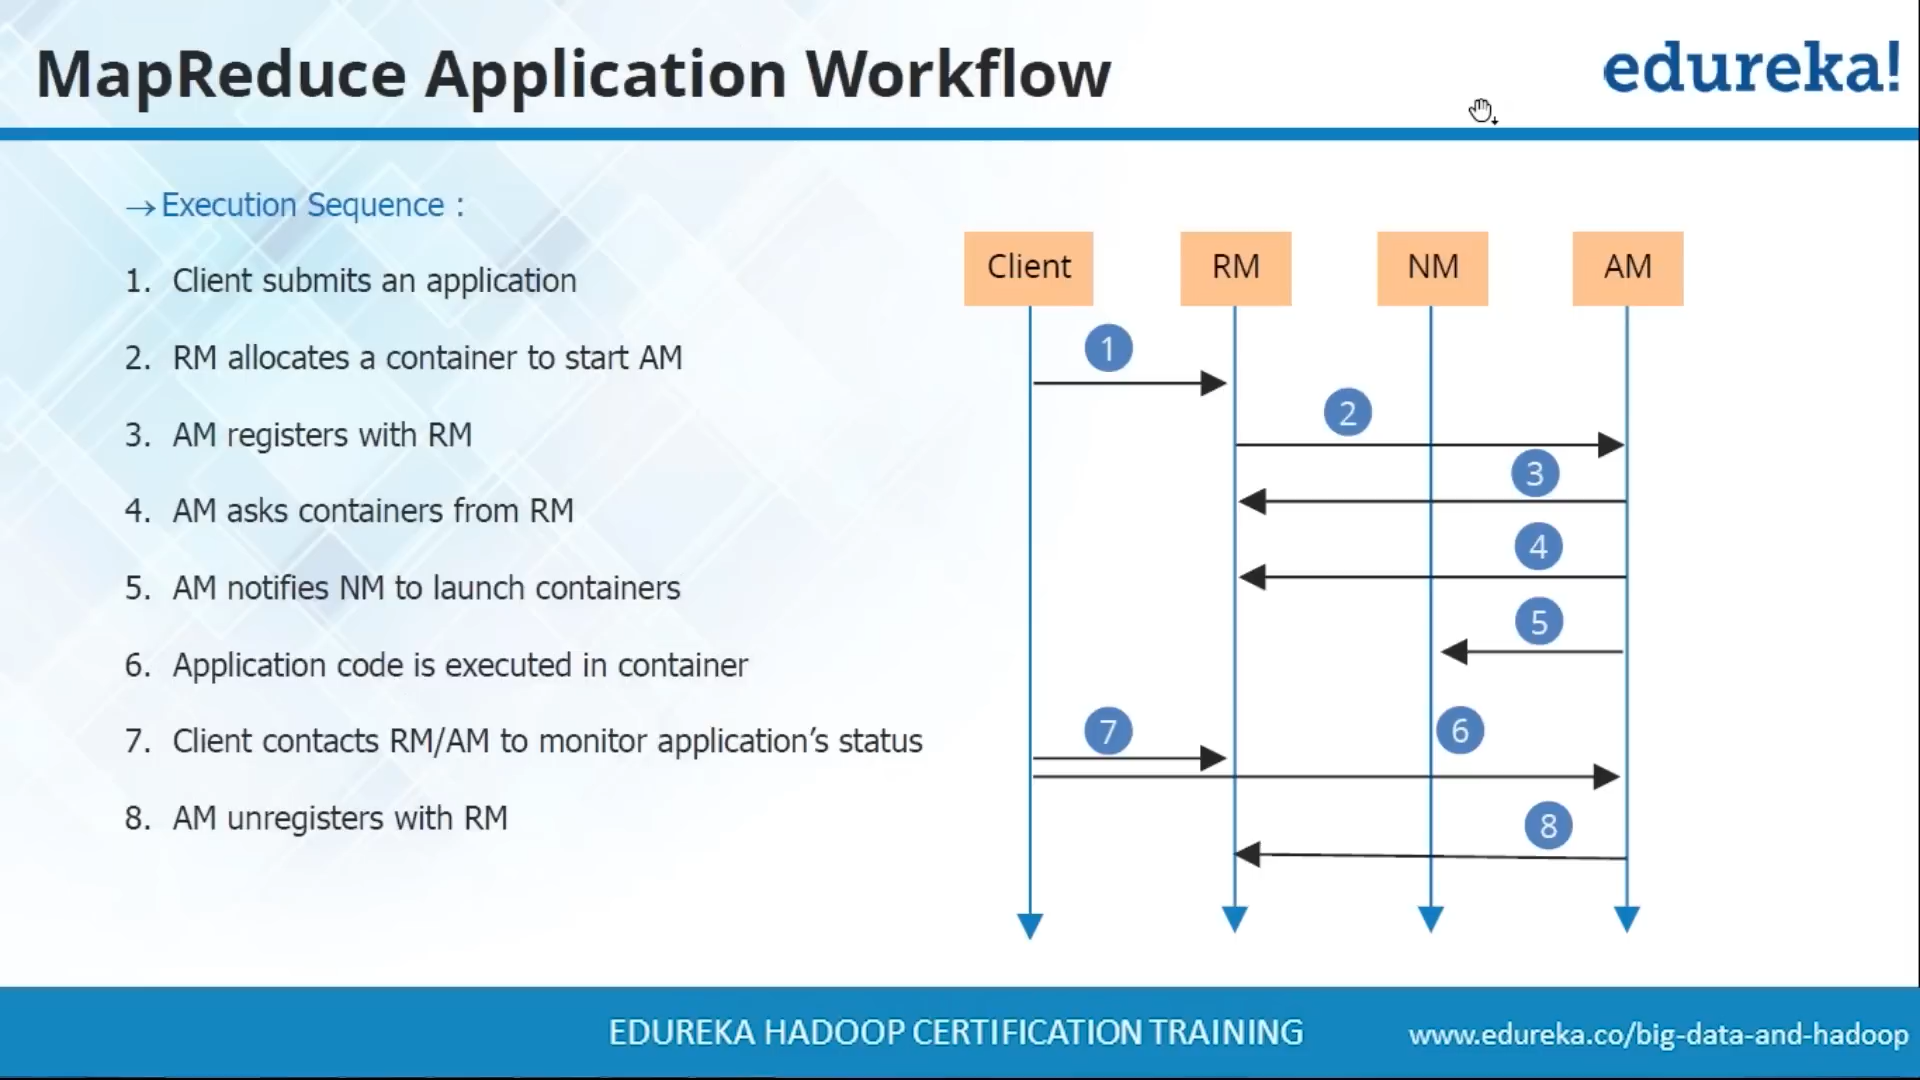 MapReduce Application Workflow
edureka!
→Execution Sequence :
1. Client submits an application
2. RM allocates a container to start AM
3. AM registers with RM
4. AM asks containers from RM
5. AM notifies NM to launch containers
6. Application code is executed in container
7. Client contacts RM/AM to monitor application’s status
8. AM unregisters with RM
Client RM NM AM
1
2
3
4
5
7 6
8
EDUREKA HADOOP CERTIFICATION TRAINING
www.edureka.co/big-data-and-hadoop